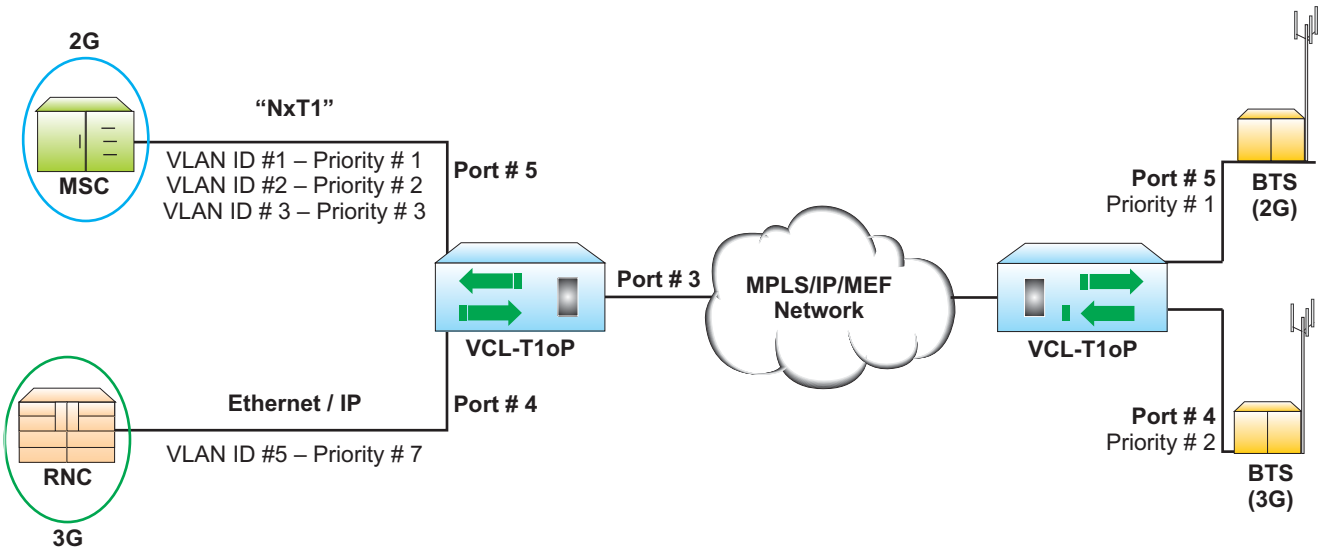 2G
“NxT1”
VLAN ID #1 – Priority # 1
VLAN ID #2 – Priority # 2
VLAN ID # 3 – Priority # 3
MSC
Port # 5
Port # 3
MPLS/IP/MEF
Network
VCL-T1oP
VCL-T1oP
Port # 5
Priority # 1
BTS
(2G)
Ethernet / IP
Port # 4
VLAN ID #5 – Priority # 7
RNC
3G
Port # 4
Priority # 2
BTS
(3G)